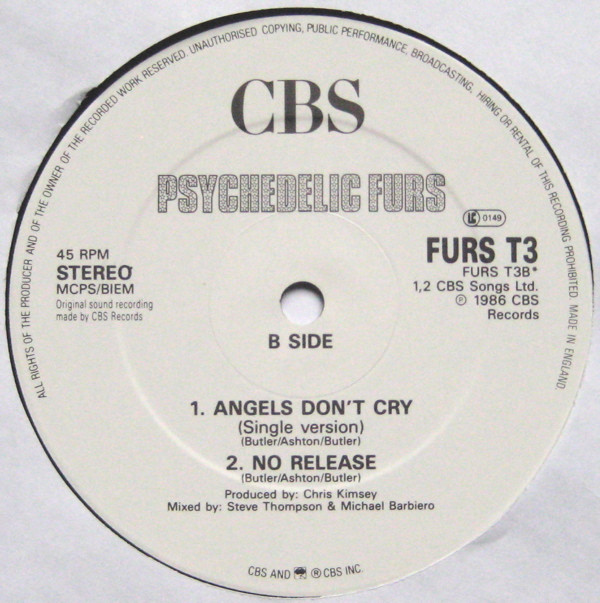 ALL RIGHTS OF THE PRODUCER AND OF THE OWNER OF THE RECORDED WORK RESERVED. UNAUTHORISED COPYING, PUBLIC PERFORMANCE, BROADCASTING, HIRING OR RENTAL OF THIS RECORDING PROHIBITED. MADE IN ENGLAND.
CBS
PSYCHEDELIC FURS
LC 0149
45 RPM
STEREO
MCPS/BIEM
Original sound recording
made by CBS Records
FURS T3
FURS T3B*
1,2 CBS Songs Ltd.
℗ 1986 CBS
Records
B SIDE
1. ANGELS DON'T CRY
(Single version)
(Butler/Ashton/Butler)
2. NO RELEASE
(Butler/Ashton/Butler)
Produced by: Chris Kimsey
Mixed by: Steve Thompson & Michael Barbiero
CBS AND ® CBS INC.